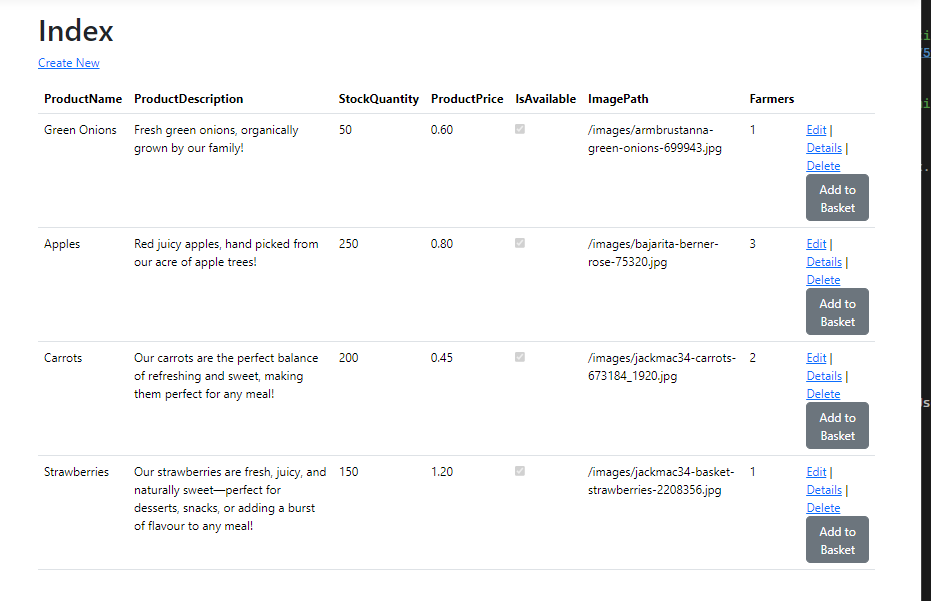 Index
Create New
ProductName ProductDescription StockQuantity ProductPrice IsAvailable ImagePath Farmers
Green Onions Fresh green onions, organically 50 0.60 /images/armbrustanna- 1 Edit |
grown by our family! green-onions-699943.jpg Details |
Delete
Add to
Basket
Apples Red juicy apples, hand picked from 250 0.80 /images/bajarita-berner- 3 Edit |
our acre of apple trees! rose-75320.jpg Details |
Delete
Add to
Basket
Carrots Our carrots are the perfect balance 200 0.45 /images/jackmac34-carrots- 2 Edit |
of refreshing and sweet, making 673184_1920.jpg Details |
them perfect for any meal! Delete
Add to
Basket
Strawberries Our strawberries are fresh, juicy, and 150 1.20 /images/jackmac34-basket- 1 Edit |
naturally sweet—perfect for strawberries-2208356.jpg Details |
desserts, snacks, or adding a burst Delete
of flavour to any meal!
Add to
Basket